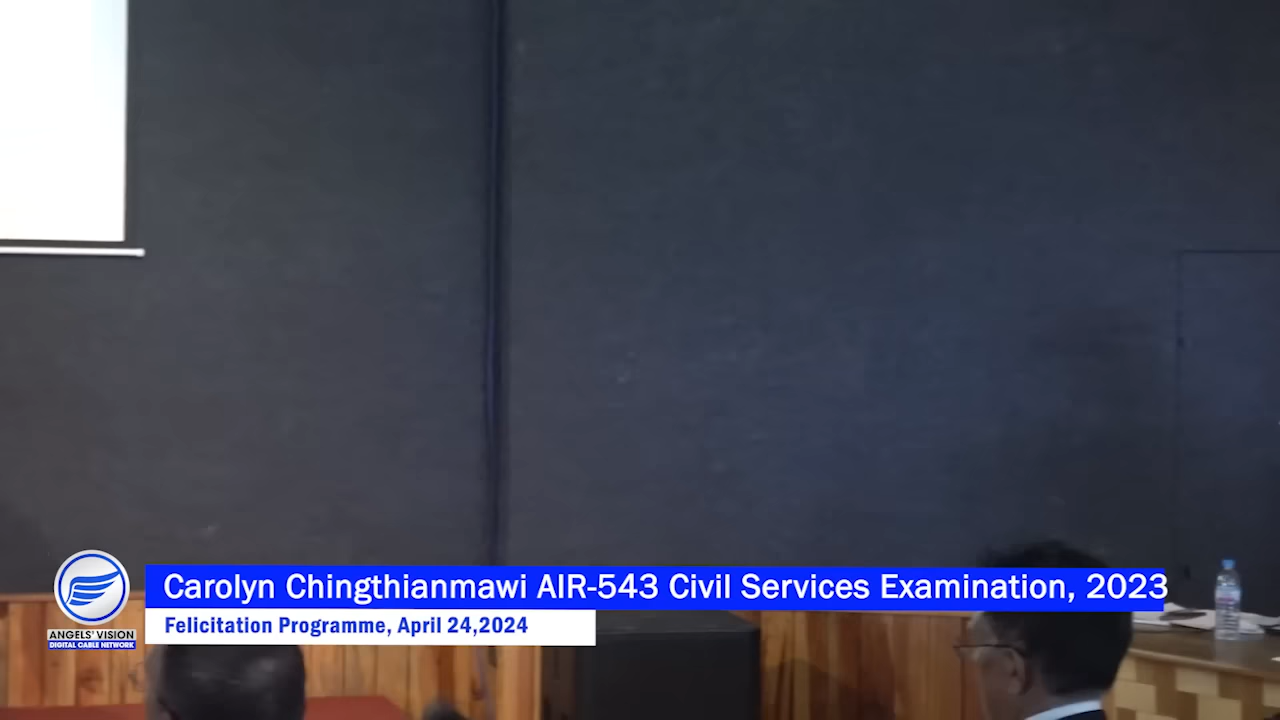 Carolyn Chingthianmawi AIR-543 Civil Services Examination, 2023
Felicitation Programme, April 24,2024
ANGELS' VISION
DIGITAL CABLE NETWORK